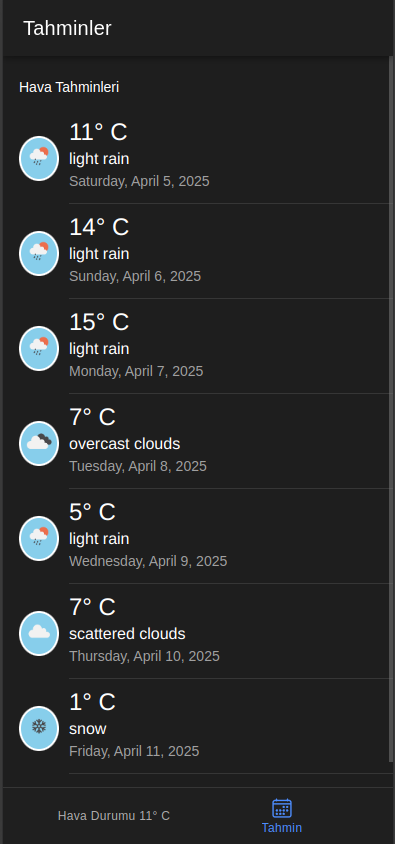 Tahminler
Hava Tahminleri
11° C
light rain
Saturday, April 5, 2025
14° C
light rain
Sunday, April 6, 2025
15° C
light rain
Monday, April 7, 2025
7° C
overcast clouds
Tuesday, April 8, 2025
5° C
light rain
Wednesday, April 9, 2025
7° C
scattered clouds
Thursday, April 10, 2025
1° C
snow
Friday, April 11, 2025
Hava Durumu 11° C
Tahmin